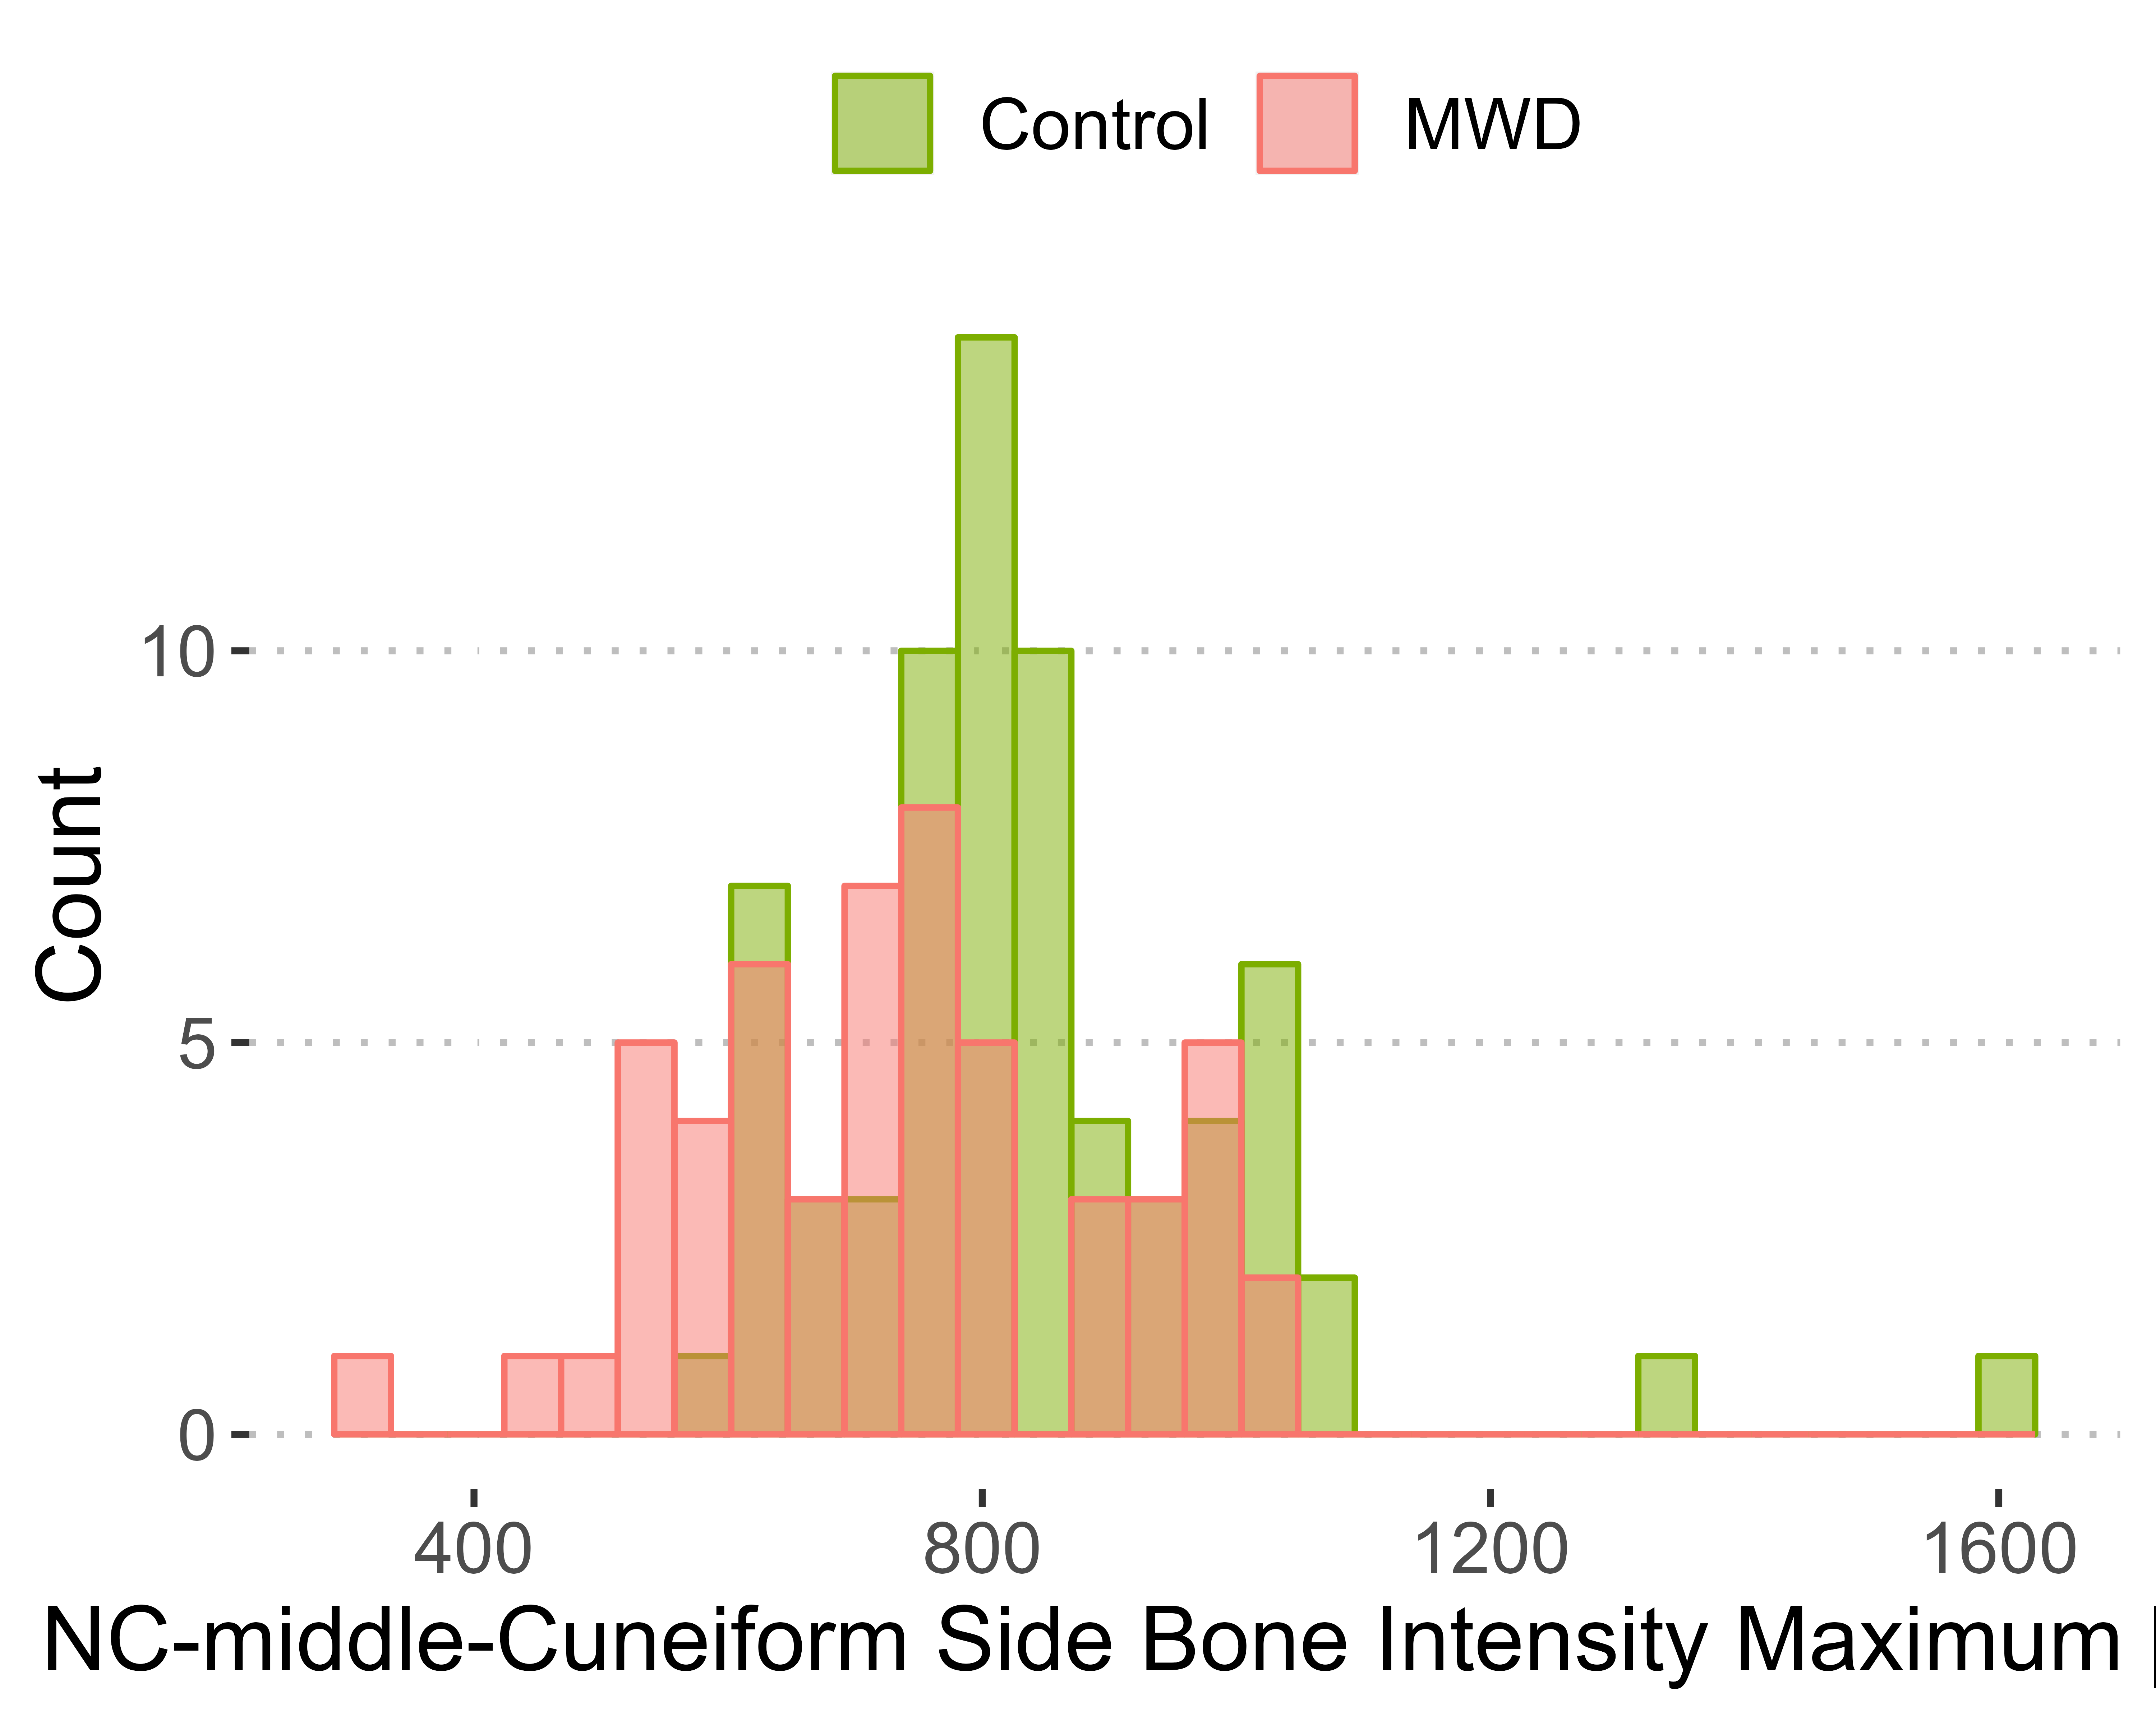 Control MWD
Count
10
5
0
400 800 1200 1600
NC-middle-Cuneiform Side Bone Intensity Maximum